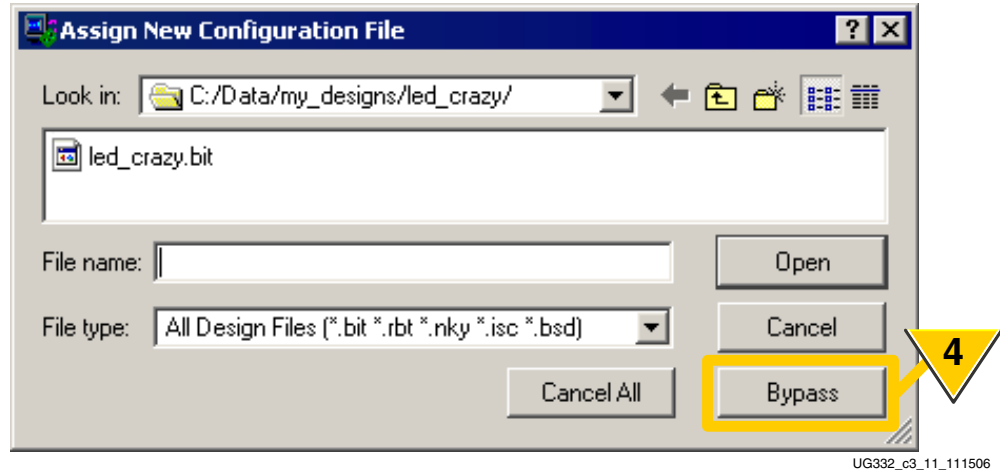 Assign New Configuration File
Look in: C:/Data/my_designs/led_crazy/
led_crazy.bit
File name: Open
File type: All Design Files (*.bit *.rbt *.nky *.isc *.bsd) Cancel
4
Cancel All Bypass
UG332_c3_11_111506